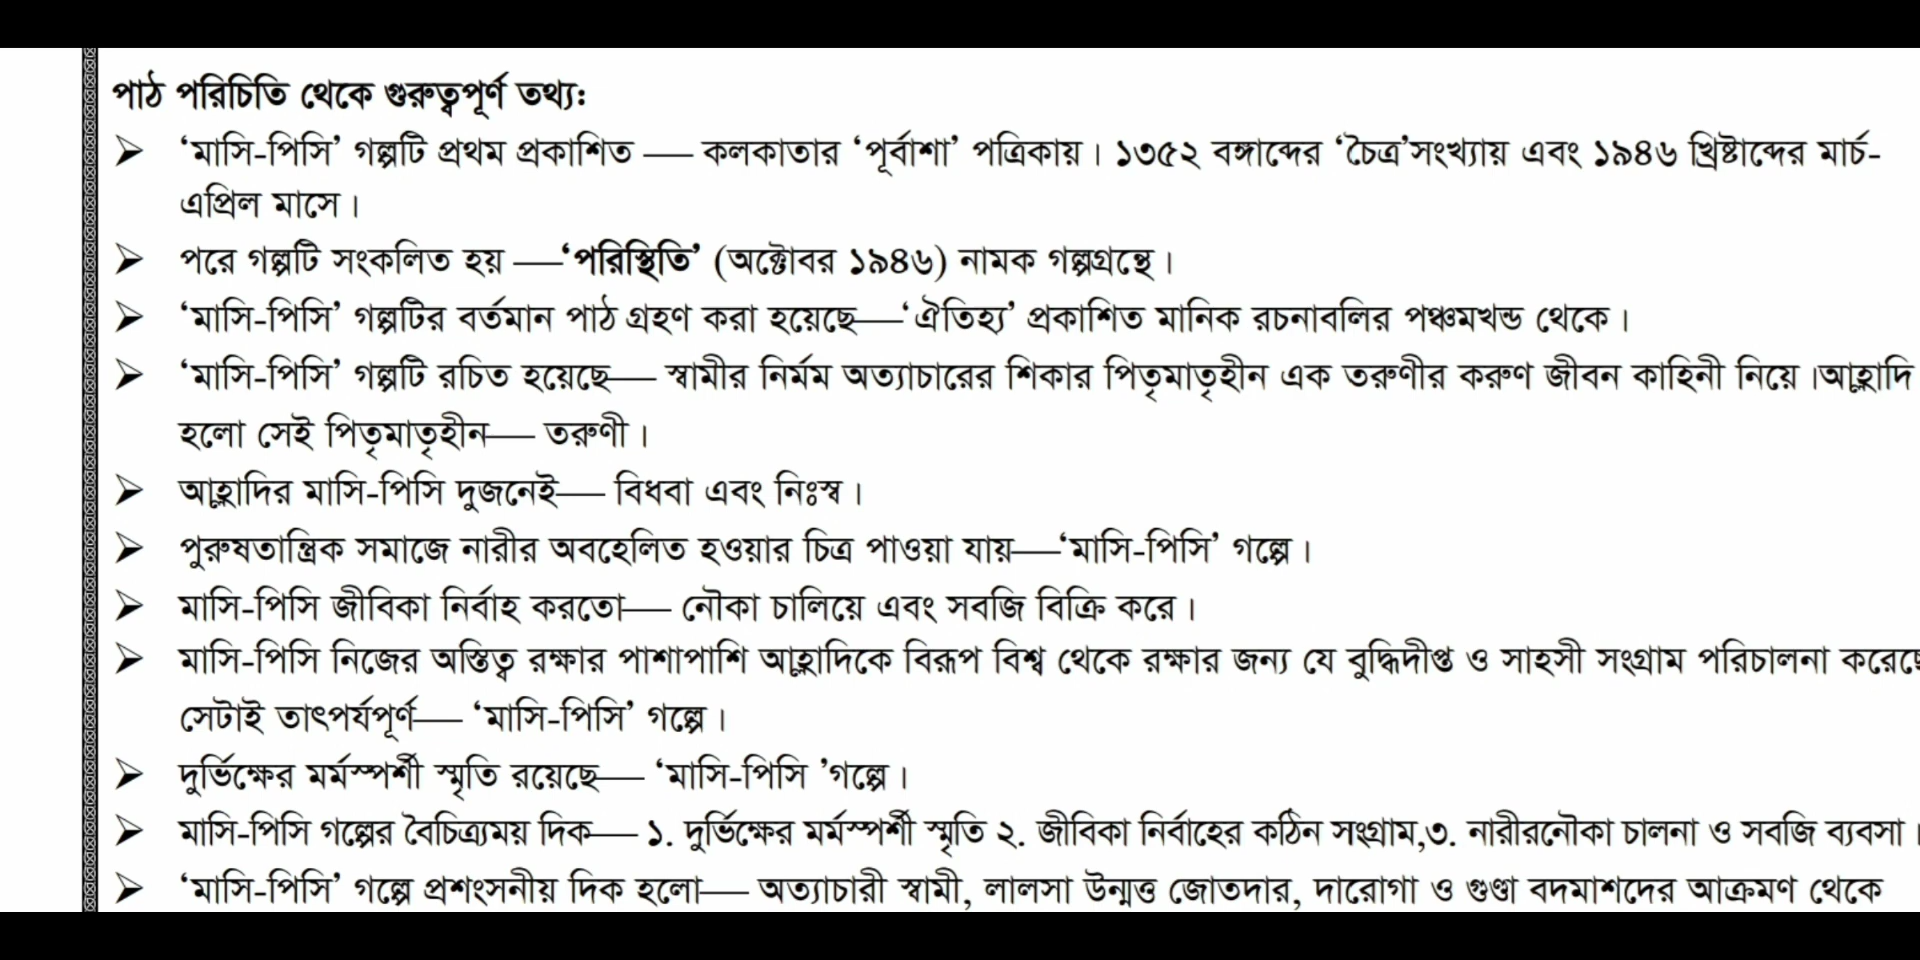 পাঠ পরিচিতি থেকে গুরুত্বপূর্ণ তথ্যঃ
➢ ‘মাসি-পিসি’ গল্পটি প্রথম প্রকাশিত — কলকাতার ‘পূর্বাশা’ পত্রিকায়। ১৩৫২ বঙ্গাব্দের ‘চৈত্র’সংখ্যায় এবং ১৯৪৬ খ্রিষ্টাব্দের মার্চ-
এপ্রিল মাসে।
➢ পরে গল্পটি সংকলিত হয় —‘পরিস্থিতি’ (অক্টোবর ১৯৪৬) নামক গল্পগ্রন্থে।
➢ ‘মাসি-পিসি’ গল্পটির বর্তমান পাঠ গ্রহণ করা হয়েছে—‘ঐতিহ্য’ প্রকাশিত মানিক রচনাবলির পঞ্চমখন্ড থেকে।
➢ ‘মাসি-পিসি’ গল্পটি রচিত হয়েছে— স্বামীর নির্মম অত্যাচারের শিকার পিতৃমাতৃহীন এক তরুণীর করুণ জীবন কাহিনী নিয়ে।আহ্লাদি
হলো সেই পিতৃমাতৃহীন— তরুণী।
➢ আহ্লাদির মাসি-পিসি দুজনেই— বিধবা এবং নিঃস্ব।
➢ পুরুষতান্ত্রিক সমাজে নারীর অবহেলিত হওয়ার চিত্র পাওয়া যায়—‘মাসি-পিসি’ গল্পে।
➢ মাসি-পিসি জীবিকা নির্বাহ করতো— নৌকা চালিয়ে এবং সবজি বিক্রি করে।
➢ মাসি-পিসি নিজের অস্তিত্ব রক্ষার পাশাপাশি আহ্লাদিকে বিরূপ বিশ্ব থেকে রক্ষার জন্য যে বুদ্ধিদীপ্ত ও সাহসী সংগ্রাম পরিচালনা করেছে
সেটাই তাৎপর্যপূর্ণ— ‘মাসি-পিসি’ গল্পে।
➢ দুর্ভিক্ষের মর্মস্পর্শী স্মৃতি রয়েছে— ‘মাসি-পিসি ’গল্পে।
➢ মাসি-পিসি গল্পের বৈচিত্র্যময় দিক— ১. দুর্ভিক্ষের মর্মস্পর্শী স্মৃতি ২. জীবিকা নির্বাহের কঠিন সংগ্রাম,৩. নারীরনৌকা চালনা ও সবজি ব্যবসা।
➢ ‘মাসি-পিসি’ গল্পে প্রশংসনীয় দিক হলো— অত্যাচারী স্বামী, লালসা উন্মত্ত জোতদার, দারোগা ও গুণ্ডা বদমাশদের আক্রমণ থেকে